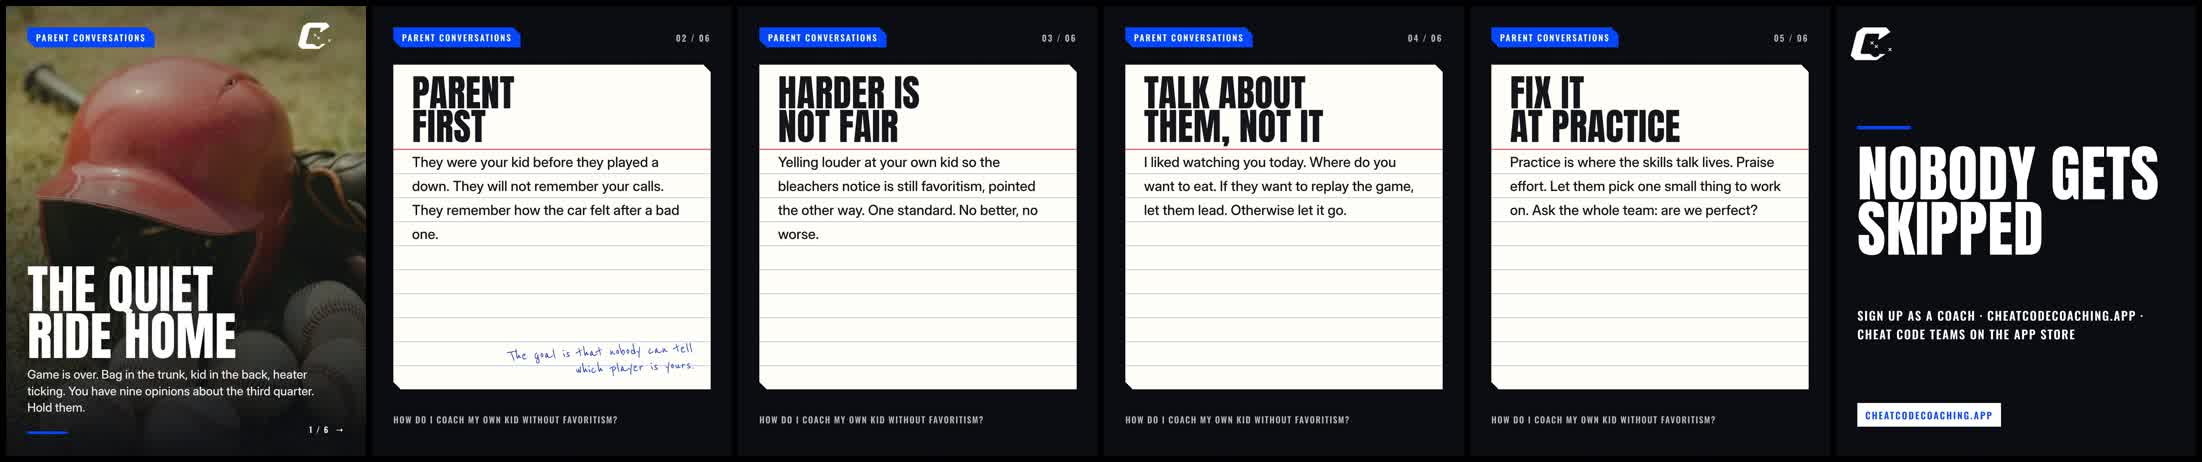 PARENT CONVERSATIONS
THE QUIET
RIDE HOME
Game is over. Bag in the trunk, kid in the back, heater
ticking. You have nine opinions about the third quarter.
Hold them.
1 / 6 →
PARENT CONVERSATIONS
02 / 06
PARENT
FIRST
They were your kid before they played a
down. They will not remember your calls.
They remember how the car felt after a bad
one.
The goal is that nobody can tell
which player is yours.
HOW DO I COACH MY OWN KID WITHOUT FAVORITISM?
PARENT CONVERSATIONS
03 / 06
HARDER IS
NOT FAIR
Yelling louder at your own kid so the
bleachers notice is still favoritism, pointed
the other way. One standard. No better, no
worse.
HOW DO I COACH MY OWN KID WITHOUT FAVORITISM?
PARENT CONVERSATIONS
04 / 06
TALK ABOUT
THEM, NOT IT
I liked watching you today. Where do you
want to eat. If they want to replay the game,
let them lead. Otherwise let it go.
HOW DO I COACH MY OWN KID WITHOUT FAVORITISM?
PARENT CONVERSATIONS
05 / 06
FIX IT
AT PRACTICE
Practice is where the skills talk lives. Praise
effort. Let them pick one small thing to work
on. Ask the whole team: are we perfect?
HOW DO I COACH MY OWN KID WITHOUT FAVORITISM?
NOBODY GETS
SKIPPED
SIGN UP AS A COACH · CHEATCODECOACHING.APP ·
CHEAT CODE TEAMS ON THE APP STORE
CHEATCODECOACHING.APP